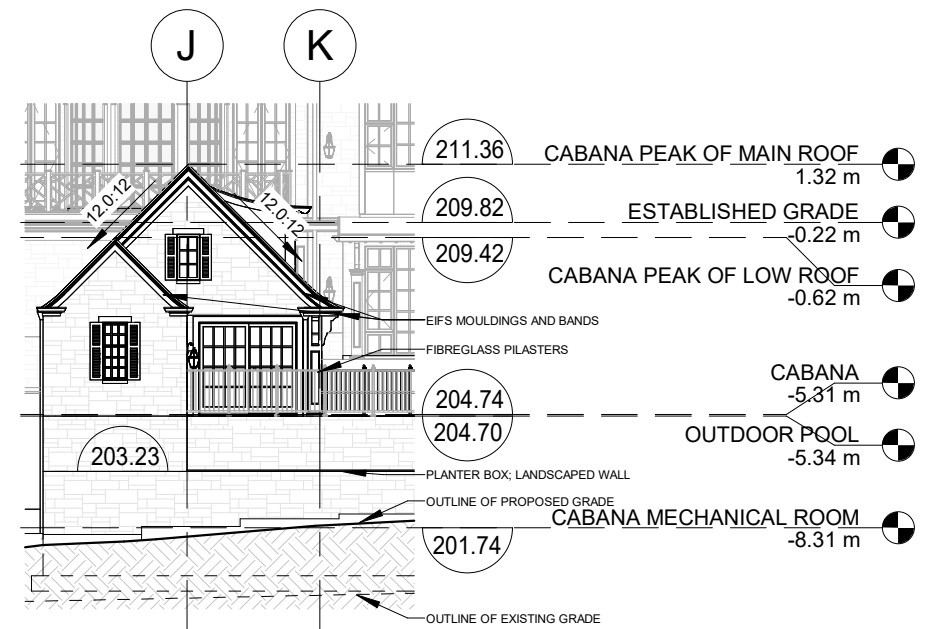 J
K
211.36
CABANA PEAK OF MAIN ROOF
1.32 m
12.0:12
12.0:12
209.82
ESTABLISHED GRADE
-0.22 m
209.42
CABANA PEAK OF LOW ROOF
-0.62 m
EIFS MOULDINGS AND BANDS
FIBREGLASS PILASTERS
CABANA
-5.31 m
204.74
204.70
OUTDOOR POOL
-5.34 m
203.23
PLANTER BOX; LANDSCAPED WALL
OUTLINE OF PROPOSED GRADE
CABANA MECHANICAL ROOM
-8.31 m
201.74
OUTLINE OF EXISTING GRADE